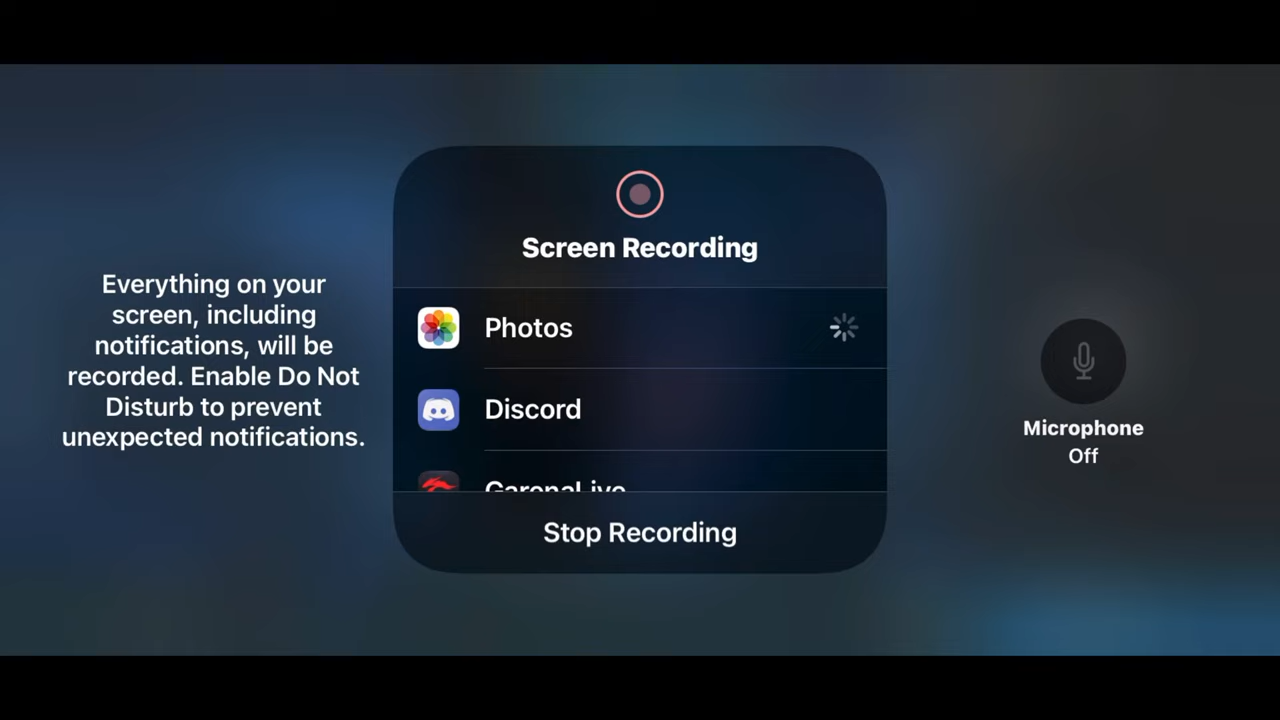 Everything on your
screen, including
notifications, will be
recorded. Enable Do Not
Disturb to prevent
unexpected notifications.
Screen Recording
Photos
Discord
GarenaLive
Stop Recording
Microphone
Off